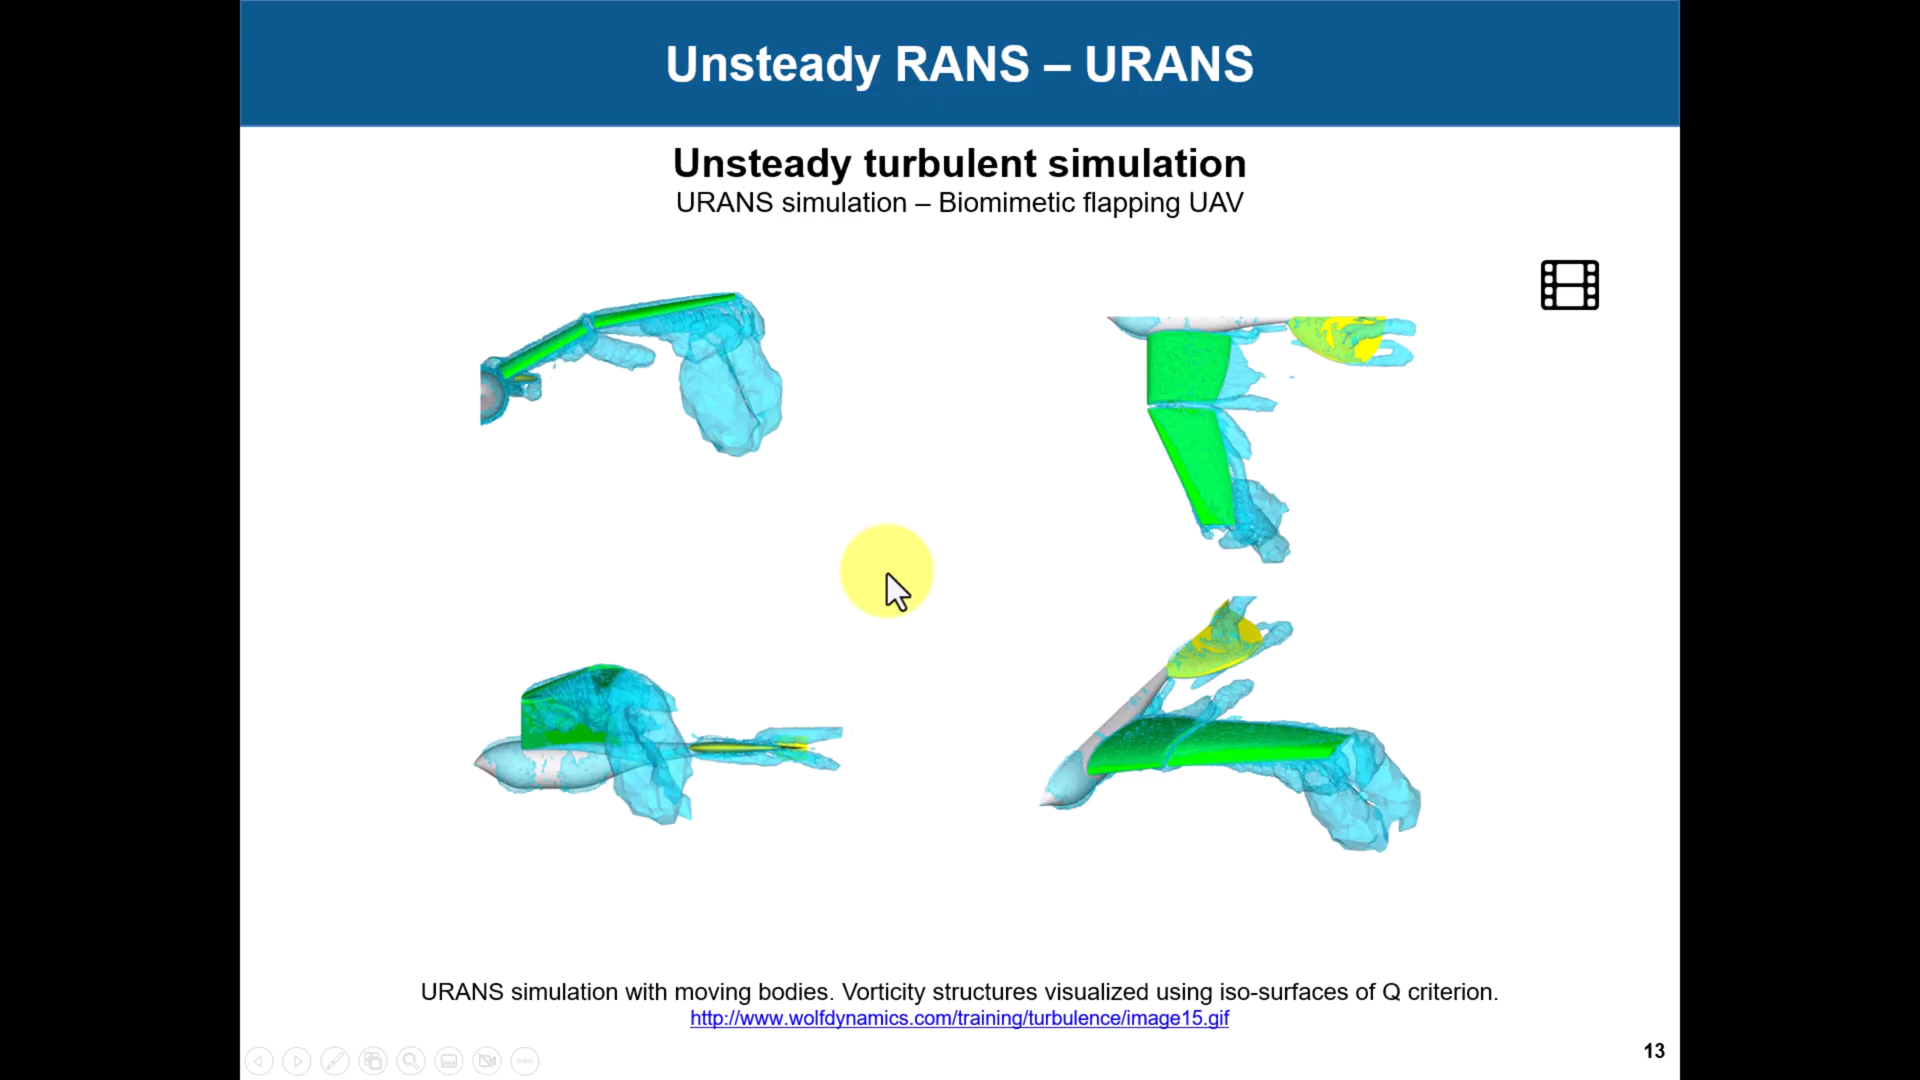 Unsteady RANS – URANS
Unsteady turbulent simulation
URANS simulation – Biomimetic flapping UAV
URANS simulation with moving bodies. Vorticity structures visualized using iso-surfaces of Q criterion.
http://www.wolfdynamics.com/training/turbulence/image15.gif
13